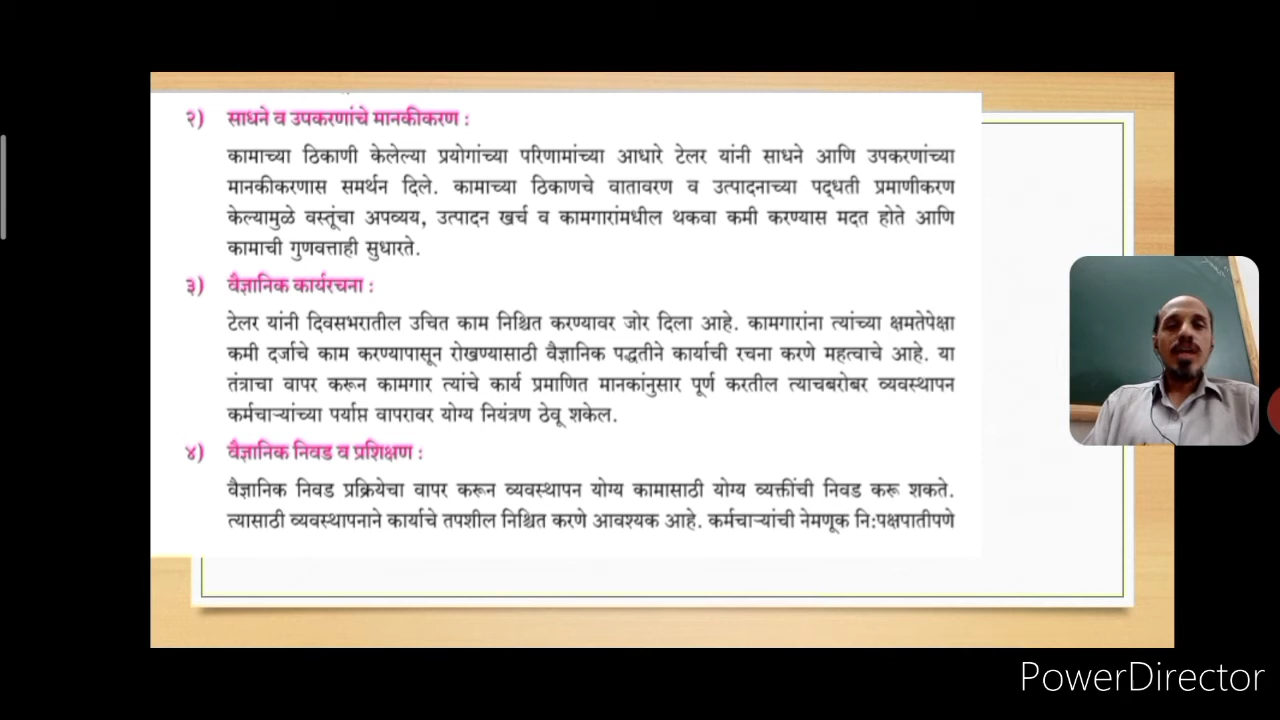 २) साधने व उपकरणांचे मानकीकरण :
कामाच्या ठिकाणी केलेल्या प्रयोगांच्या परिणामांच्या आधारे टेलर यांनी साधने आणि उपकरणांच्या
मानकीकरणास समर्थन दिले. कामाच्या ठिकाणचे वातावरण व उत्पादनाच्या पद्धती प्रमाणीकरण
केल्यामुळे वस्तूंचा अपव्यय, उत्पादन खर्च व कामगारांमधील थकवा कमी करण्यास मदत होते आणि
कामाची गुणवत्ताही सुधारते.
३) वैज्ञानिक कार्यरचना :
टेलर यांनी दिवसभरातील उचित काम निश्चित करण्यावर जोर दिला आहे. कामगारांना त्यांच्या क्षमतेपेक्षा
कमी दर्जाचे काम करण्यापासून रोखण्यासाठी वैज्ञानिक पद्धतीने कार्याची रचना करणे महत्वाचे आहे. या
तंत्राचा वापर करून कामगार त्यांचे कार्य प्रमाणित मानकांनुसार पूर्ण करतील त्याचबरोबर व्यवस्थापन
कर्मचाऱ्यांच्या पर्याप्त वापरावर योग्य नियंत्रण ठेवू शकेल.
४) वैज्ञानिक निवड व प्रशिक्षण :
वैज्ञानिक निवड प्रक्रियेचा वापर करून व्यवस्थापन योग्य कामासाठी योग्य व्यक्तींची निवड करू शकते.
त्यासाठी व्यवस्थापनाने कार्याचे तपशील निश्चित करणे आवश्यक आहे. कर्मचाऱ्यांची नेमणूक नि:पक्षपातीपणे
PowerDirector